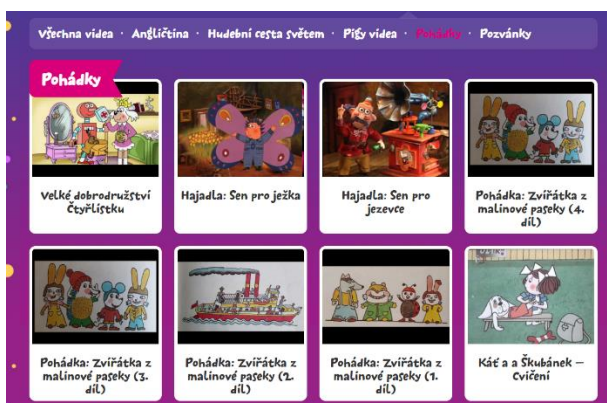 Všechna videa · Angličtina · Hudební cesta světem · Pigy videa · Pohádky · Pozvánky
Pohádky
Velké dobrodružství
Čtyřlístku
Hajadla: Sen pro ježka
Hajadla: Sen pro
jezevce
Pohádka: Zvířátka z
malinové paseky (4.
díl)
Pohádka: Zvířátka z
malinové paseky (3.
díl)
Pohádka: Zvířátka z
malinové paseky (2.
díl)
Pohádka: Zvířátka z
malinové paseky (1.
díl)
Káť a a Škubánek –
Cvičení